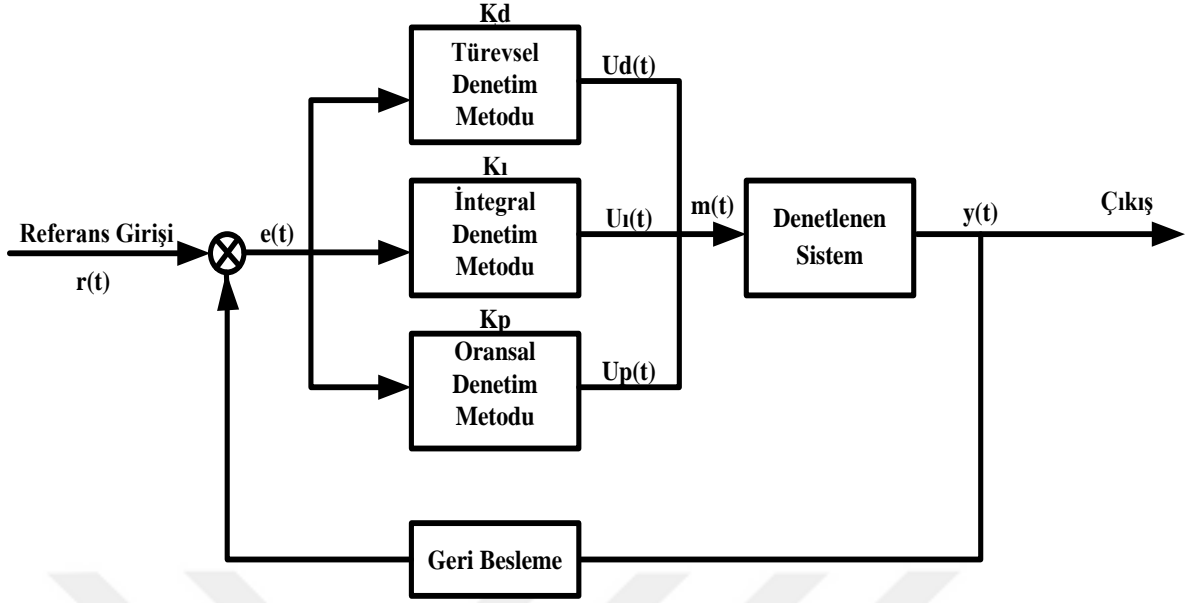 Kd
Türevsel
Denetim
Metodu
Ud(t)
Kı
İntegral
Denetim
Metodu
Uı(t)
m(t)
Denetlenen
Sistem
y(t)
Çıkış
Referans Girişi
r(t)
e(t)
Kp
Oransal
Denetim
Metodu
Up(t)
Geri Besleme